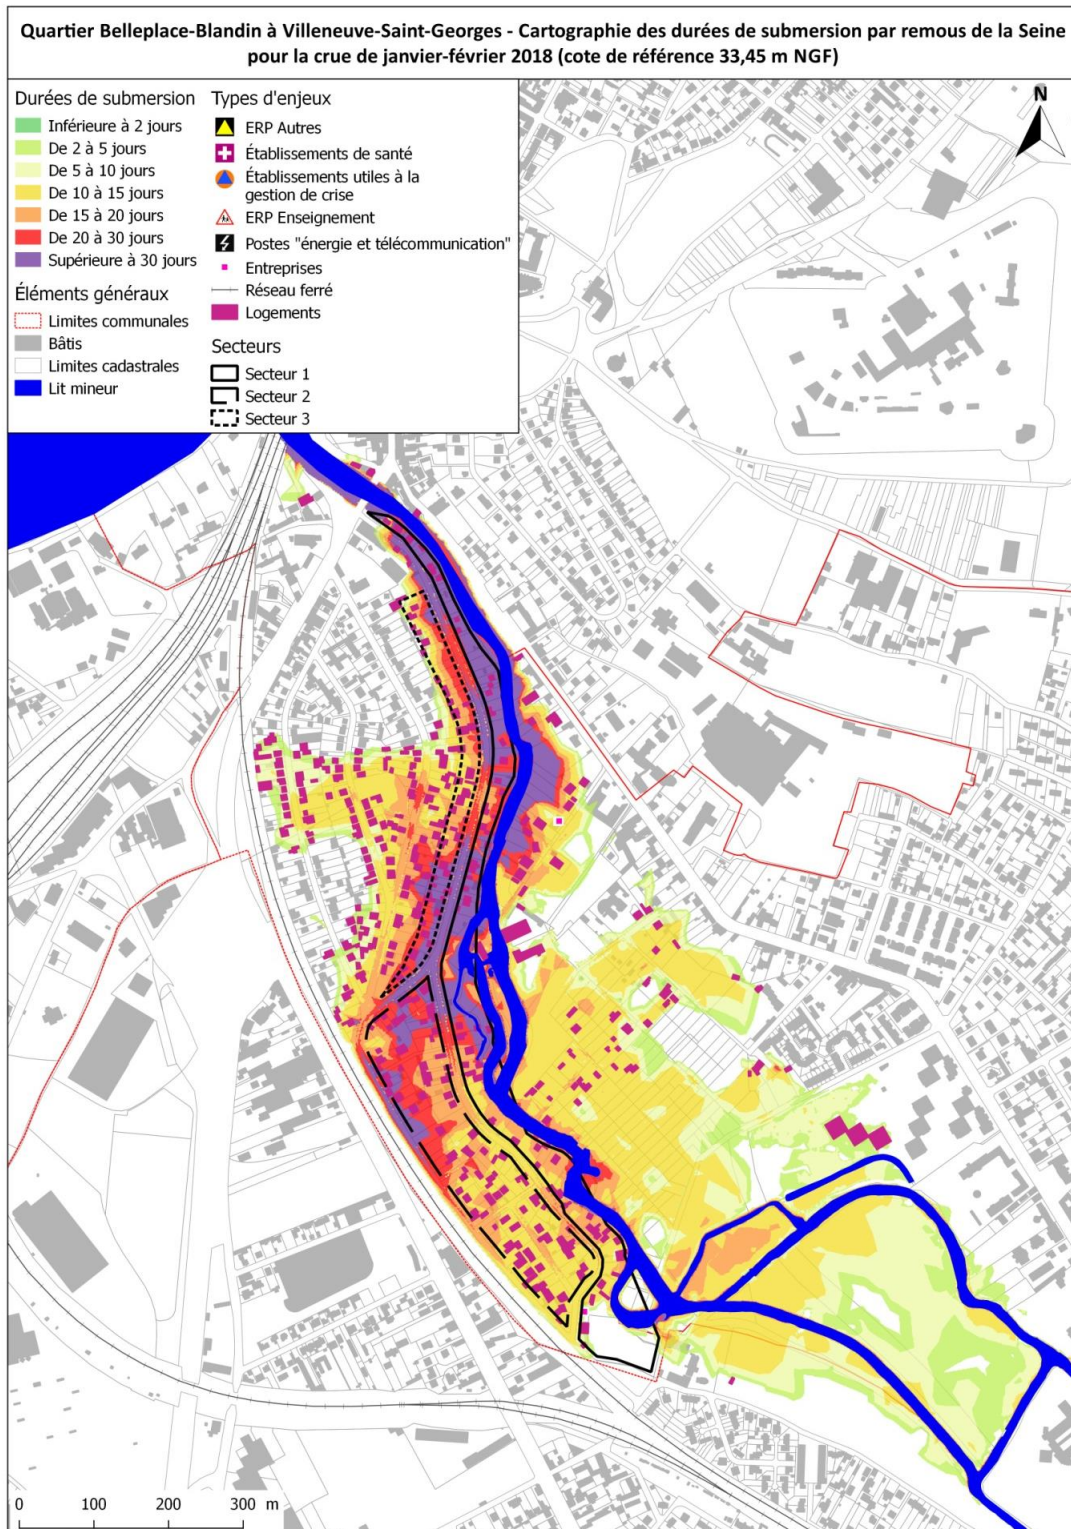 Quartier Belleplace-Blandin à Villeneuve-Saint-Georges - Cartographie des durées de submersion par remous de la Seine
pour la crue de janvier-février 2018 (cote de référence 33,45 m NGF)
Durées de submersion
Inférieure à 2 jours
De 2 à 5 jours
De 5 à 10 jours
De 10 à 15 jours
De 15 à 20 jours
De 20 à 30 jours
Supérieure à 30 jours
Éléments généraux
Limites communales
Bâtis
Limites cadastrales
Lit mineur
Types d'enjeux
ERP Autres
Établissements de santé
Établissements utiles à la
gestion de crise
ERP Enseignement
Postes "énergie et télécommunication"
Entreprises
Réseau ferré
Logements
Secteurs
Secteur 1
Secteur 2
Secteur 3
N
0 100 200 300 m